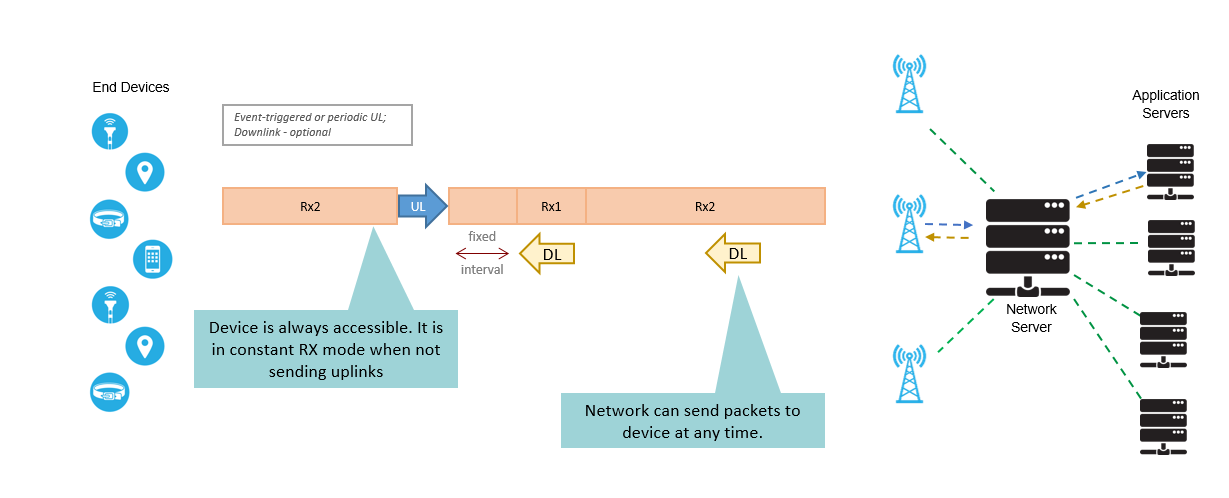 End Devices
Event-triggered or periodic UL;
Downlink - optional
Application
Servers
Rx2
UL
Rx1
Rx2
fixed
interval
DL
DL
Network
Server
Device is always accessible. It is
in constant RX mode when not
sending uplinks
Network can send packets to
device at any time.